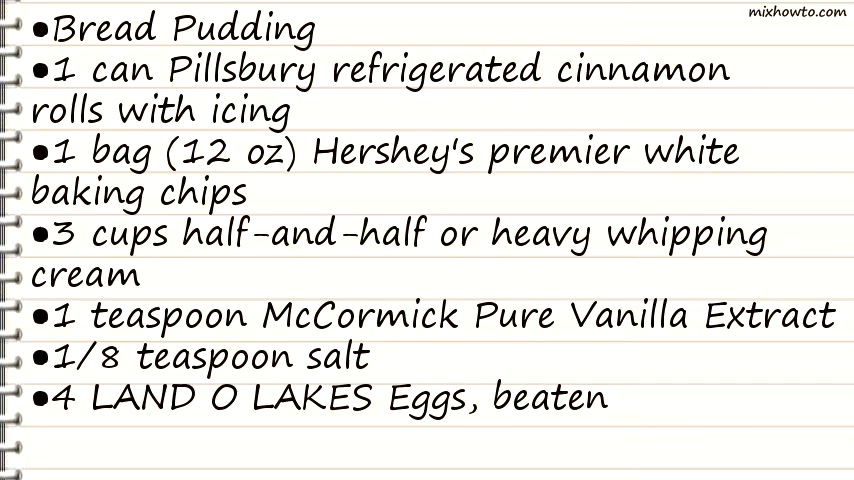 mixhowto.com
•Bread Pudding
•1 can Pillsbury refrigerated cinnamon
rolls with icing
•1 bag (12 oz) Hershey's premier white
baking chips
•3 cups half-and-half or heavy whipping
cream
•1 teaspoon McCormick Pure Vanilla Extract
•1/8 teaspoon salt
•4 LAND O LAKES Eggs, beaten